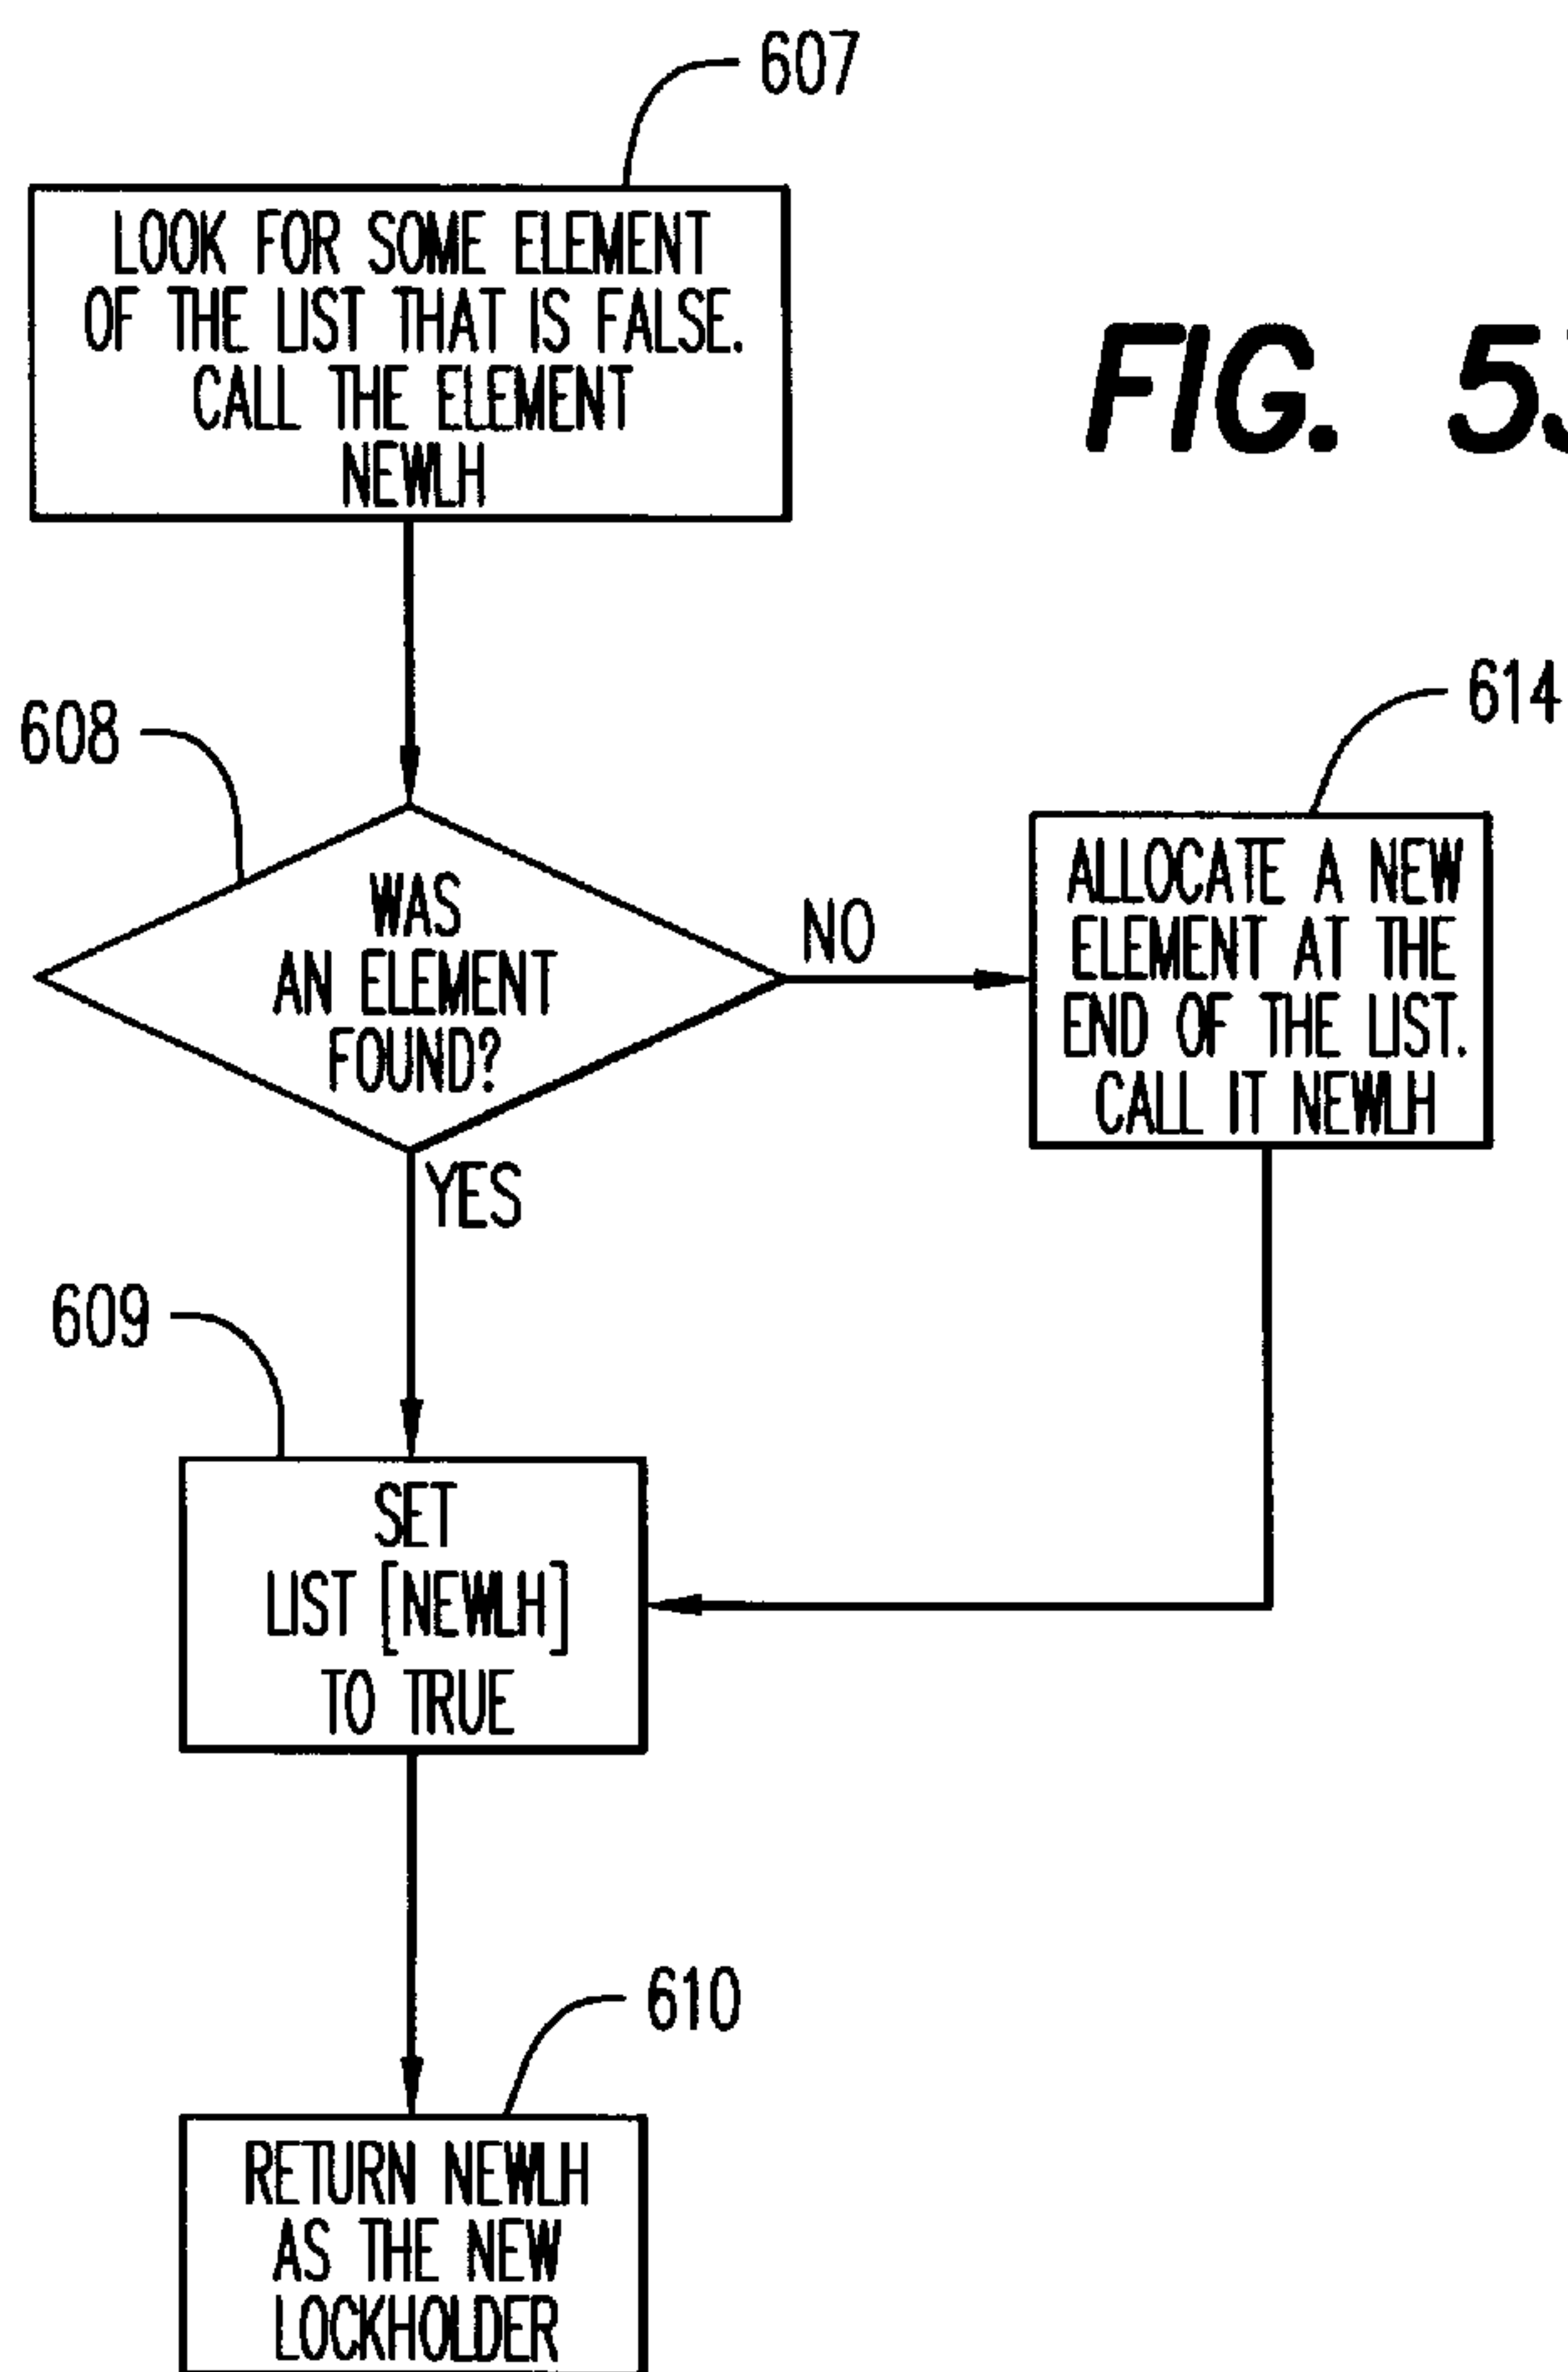 607
LOOK FOR SOME ELEMENT
OF THE LIST THAT IS FALSE.
CALL THE ELEMENT
NEWLH
FIG. 5.
608
WAS
AN ELEMENT
FOUND?
NO
YES
614
ALLOCATE A NEW
ELEMENT AT THE
END OF THE LIST.
CALL IT NEWLH
609
SET
LIST [NEWLH]
TO TRUE
610
RETURN NEWLH
AS THE NEW
LOCKHOLDER